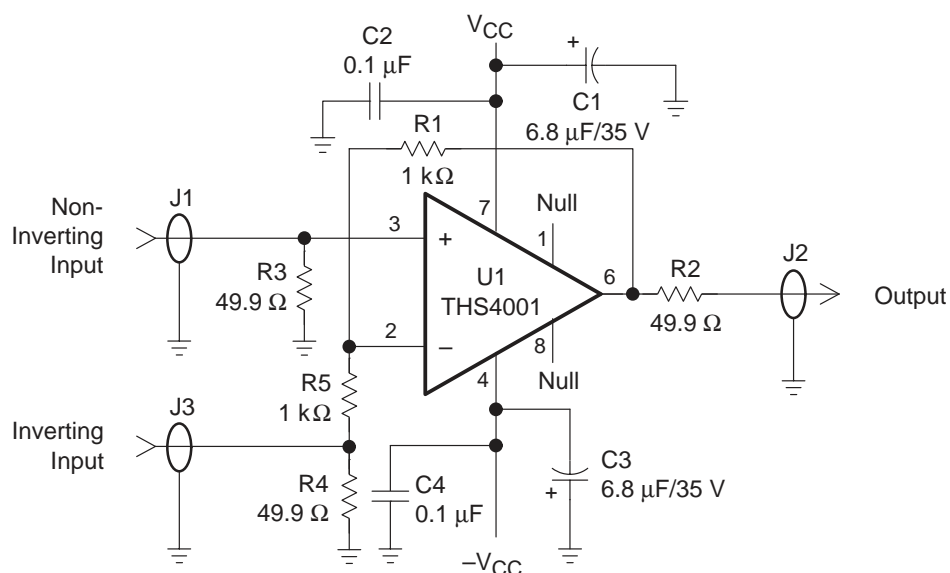 VCC
C2
0.1 μF
+
C1
6.8 μF/35 V
R1
1 kΩ
Non-
Inverting
Input
J1
3
+
7
Null
1
R3
49.9 Ω
U1
THS4001
6
R2
49.9 Ω
J2
Output
2
–
8
Null
4
R5
1 kΩ
Inverting
Input
J3
R4
49.9 Ω
C4
0.1 μF
C3
6.8 μF/35 V
+
–VCC